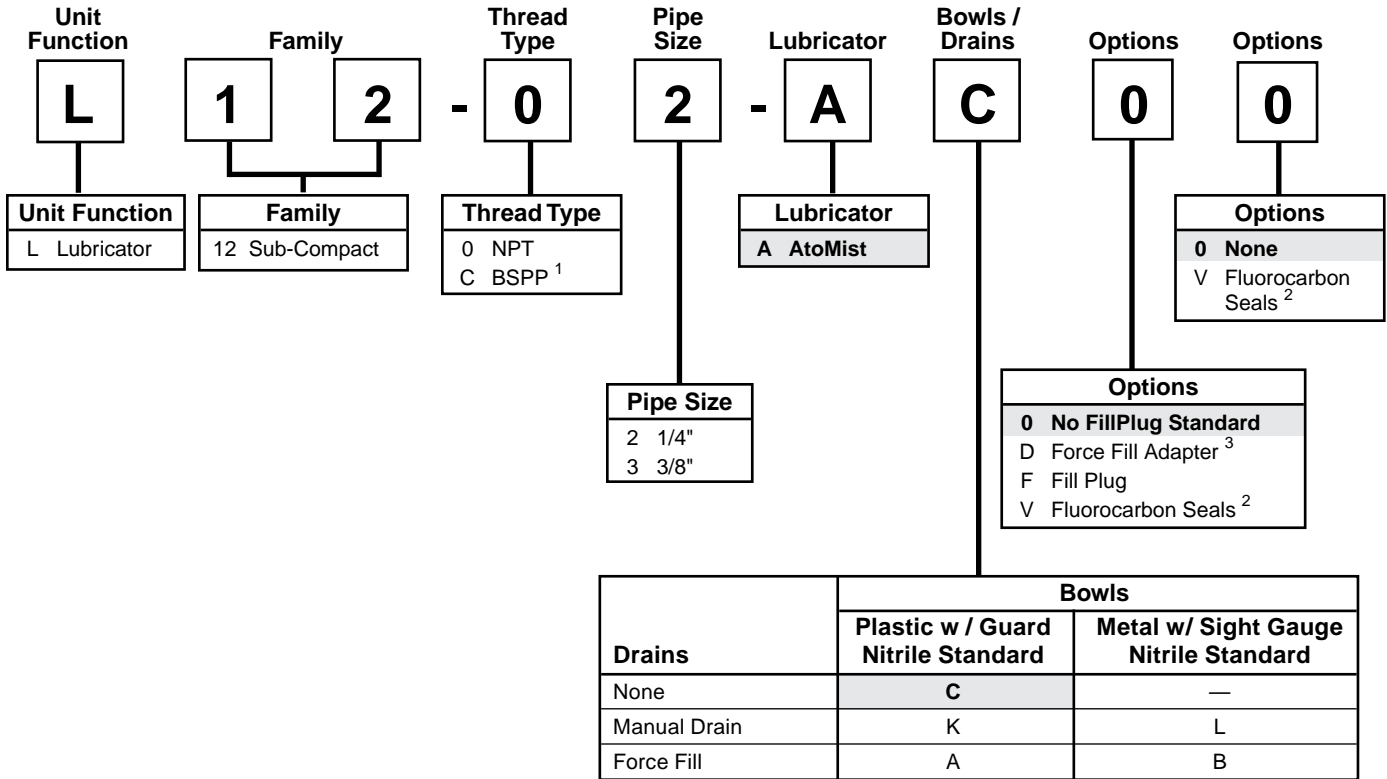 Unit Function
Family
Thread Type
Pipe Size
Lubricator
Bowls / Drains
Options
Options
L 1 2 - 0 2 - A C 0 0
Unit Function
L Lubricator
Family
12 Sub-Compact
Thread Type
0 NPT
C BSPP 1
Lubricator
A AtoMist
Options
0 None
V Fluorocarbon
Seals 2
Pipe Size
2 1/4"
3 3/8"
Options
0 No FillPlug Standard
D Force Fill Adapter 3
F Fill Plug
V Fluorocarbon Seals 2
Bowls
Drains
Plastic w / Guard
Nitrile Standard
Metal w/ Sight Gauge
Nitrile Standard
None C —
Manual Drain K L
Force Fill A B